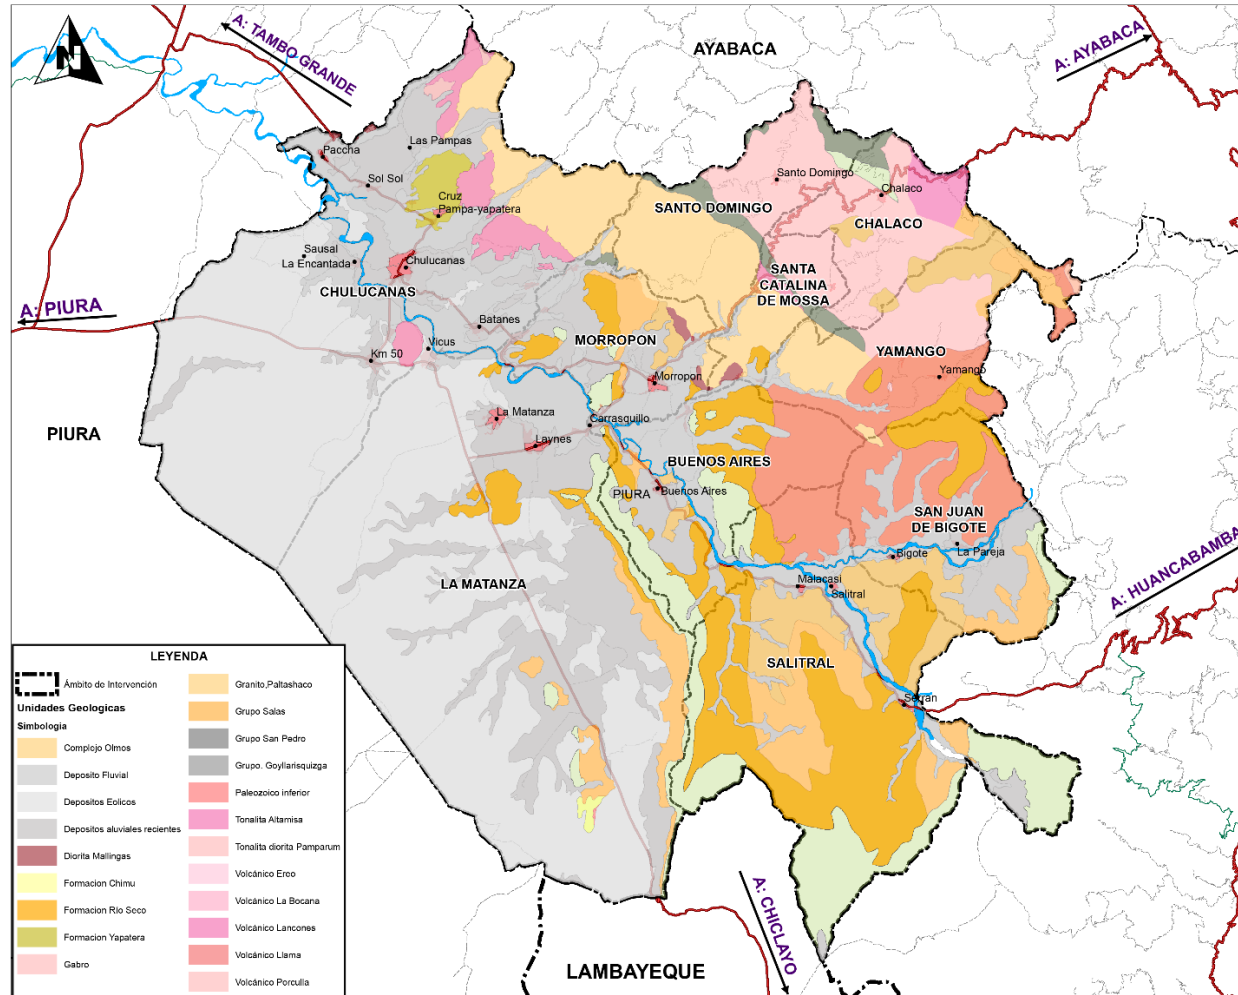 N
A: TAMBO GRANDE
AYABACA
A: AYABACA
Las Pampas
Paccha
Sol Sol
Santo Domingo
Chalaco
Cruz
Pampa-yapatera
SANTO DOMINGO
CHALACO
Sausal
La Encantada
Chulucanas
CHULUCANAS
SANTA
CATALINA
DE MOSSA
A: PIURA
Batanes
MORROPON
Vicus
Km 50
YAMANGO
Yamango
Morropon
La Matanza
Carrasquillo
PIURA
Laynes
BUENOS AIRES
PIURA
Buenos Aires
SAN JUAN
DE BIGOTE
Bigote
La Pareja
LA MATANZA
Malacasi
Salitral
A: HUANCABAMBA
SALITRAL
Serran
A: CHICLAYO
LAMBAYEQUE
LEYENDA
Ámbito de Intervención
Unidades Geologicas
Simbologia
Complejo Olmos
Deposito Fluvial
Depositos Eolicos
Depositos aluviales recientes
Diorita Mallingas
Formacion Chimu
Formacion Rio Seco
Formacion Yapatera
Gabro
Granito,Paltashaco
Grupo Salas
Grupo San Pedro
Grupo. Goyllarisquizga
Paleozoico inferior
Tonalita Altamisa
Tonalita diorita Pamparum
Volcánico Ereo
Volcánico La Bocana
Volcánico Lancones
Volcánico Llama
Volcánico Porculla